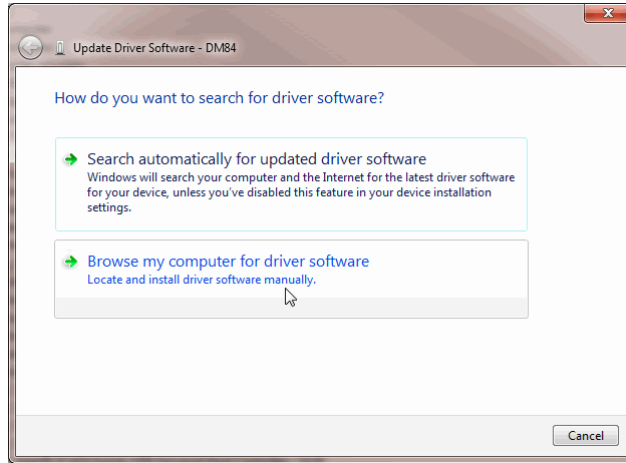 Update Driver Software - DM84
How do you want to search for driver software?
Search automatically for updated driver software
Windows will search your computer and the Internet for the latest driver software
for your device, unless you've disabled this feature in your device installation
settings.
Browse my computer for driver software
Locate and install driver software manually.
Cancel